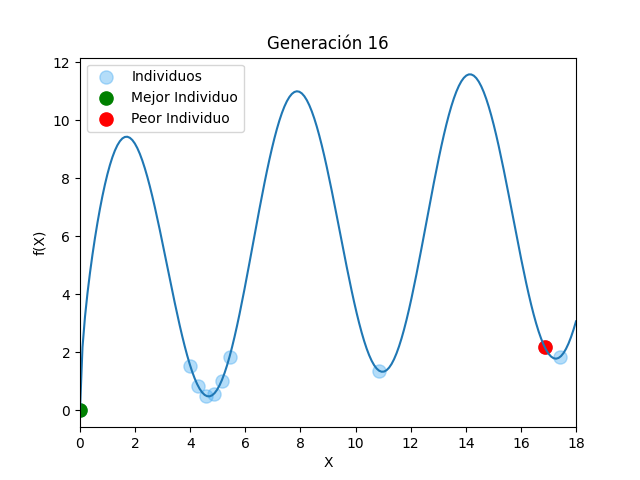 Generación 16
Individuos
Mejor Individuo
Peor Individuo
f(X)
12
10
8
6
4
2
0
0 2 4 6 8 10 12 14 16 18
X